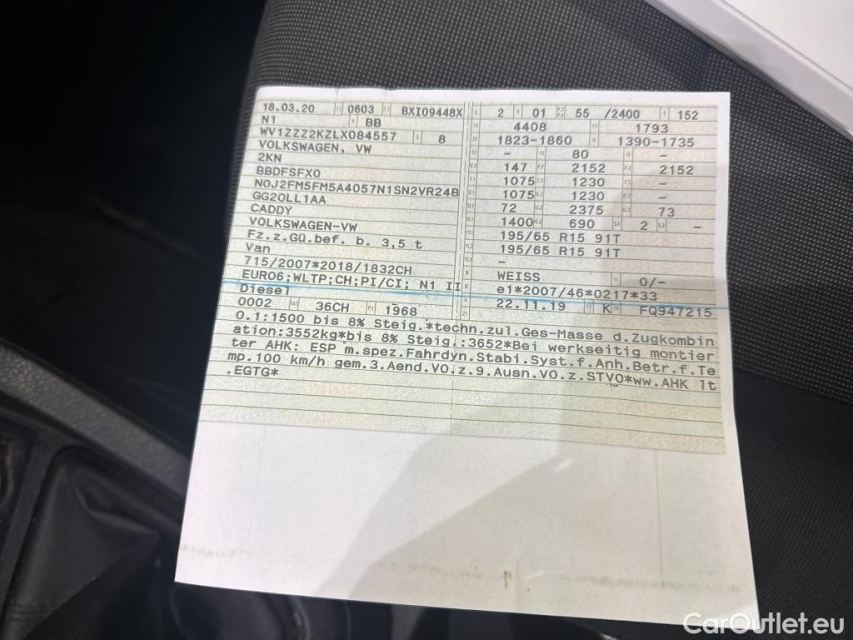 18.03.20 0603 BXI09448X 2 01 55 /2400 152
N1 BB 4408 1793
WV1ZZZ2KZLX084557 8 1823-1860 1390-1735
VOLKSWAGEN, VW - 80 -
2KN 147 2152 2152
BBDFSFX0 1075 1230 -
N0J2FM5FM5A4057N1SN2VR24B 1075 1230 -
GG20LL1AA 72 2375 73
CADDY 1400 690 2 -
VOLKSWAGEN-VW 195/65 R15 91T
Fz.z.Gü.bef. b. 3,5 t 195/65 R15 91T
Van -
715/2007*2018/1832CH WEISS 0/-
EURO6;WLTP;CH;PI/CI; N1 II e1*2007/46*0217*33
Diesel 22.11.19 K FQ947215
0002 36CH 1968
O.1:1500 bis 8% Steig.*techn.zul.Ges-Masse d.Zugkombin
ation:3552kg*bis 8% Steig.:3652*Bei werkseitig montier
ter AHK: ESP m.spez.Fahrdyn.Stabi.Syst.f.Anh.Betr.f.Te
mp.100 km/h gem.3.Aend.VO.z.9.Ausn.VO.z.STVO*ww.AHK lt
.EGTG*
CarOutlet.eu